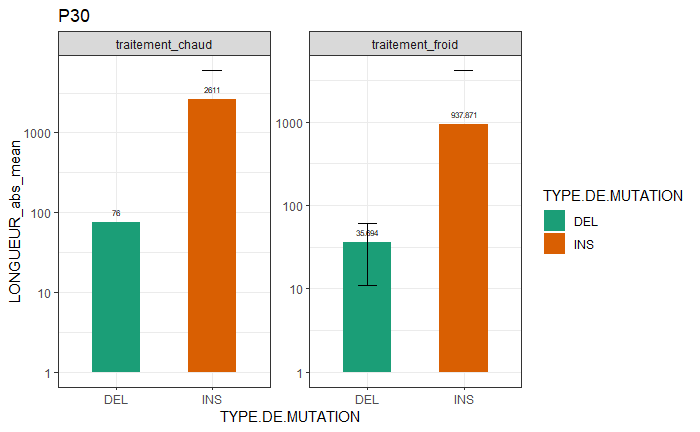 P30
traitement_chaud
traitement_froid
LONGUEUR_abs_mean
1000
100
10
1
76
2611
DEL
INS
1000
100
10
1
35.694
937.871
DEL
INS
TYPE.DE.MUTATION
TYPE.DE.MUTATION
DEL
INS